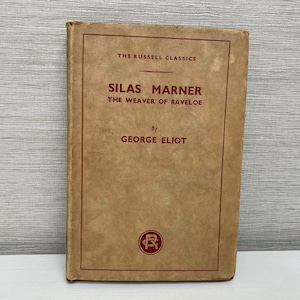 THE RUSSELL CLASSICS
SILAS MARNER
THE WEAVER OF RAVELOE
By
GEORGE ELIOT